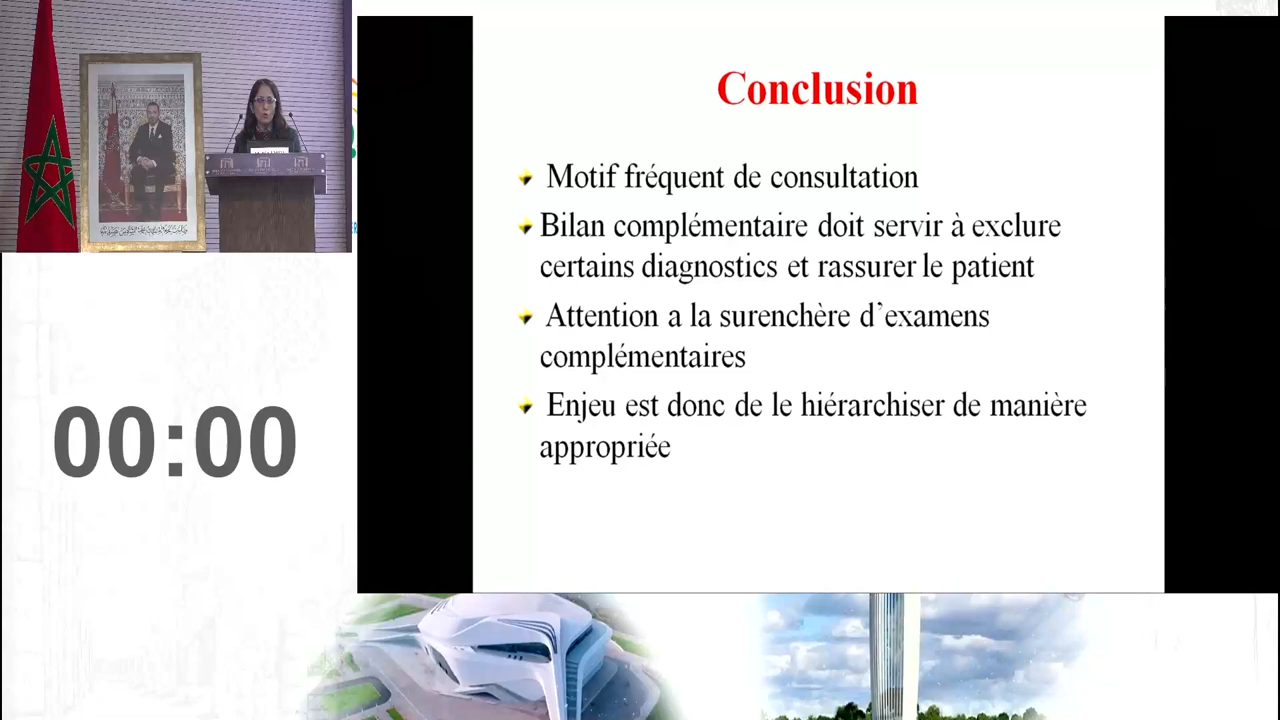 Conclusion
Motif fréquent de consultation
Bilan complémentaire doit servir à exclure
certains diagnostics et rassurer le patient
Attention a la surenchère d’examens
complémentaires
Enjeu est donc de le hiérarchiser de manière
appropriée
00:00